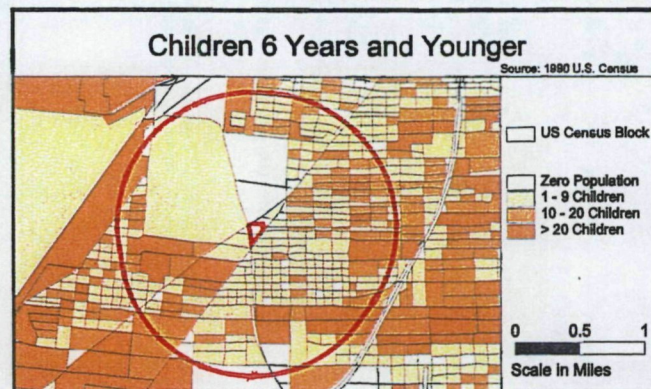 Children 6 Years and Younger
Source: 1990 U.S. Census
US Census Block
Zero Population
1 - 9 Children
10 - 20 Children
> 20 Children
0 0.5 1
Scale in Miles